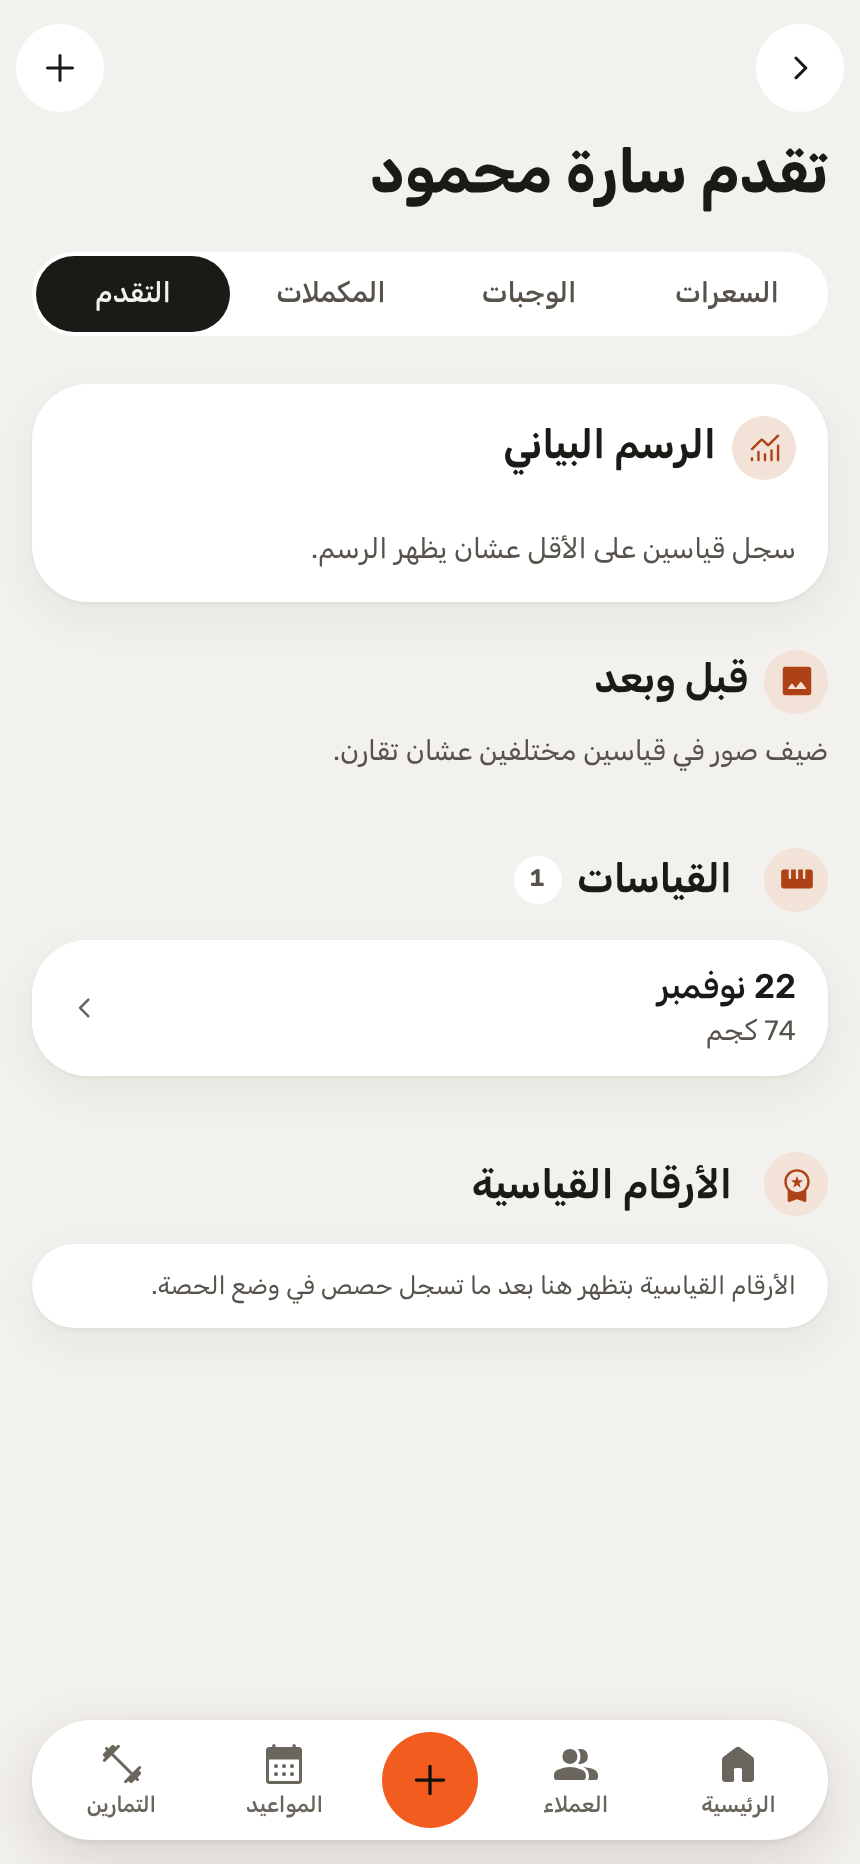 تقدم سارة محمود
السعرات
الوجبات
المكملات
التقدم
الرسم البياني
سجل قياسين على الأقل عشان يظهر الرسم.
قبل وبعد
ضيف صور في قياسين مختلفين عشان تقارن.
القياسات 1
22 نوفمبر
74 كجم
الأرقام القياسية
الأرقام القياسية بتظهر هنا بعد ما تسجل حصص في وضع الحصة.
الرئيسية
العملاء
المواعيد
التمارين